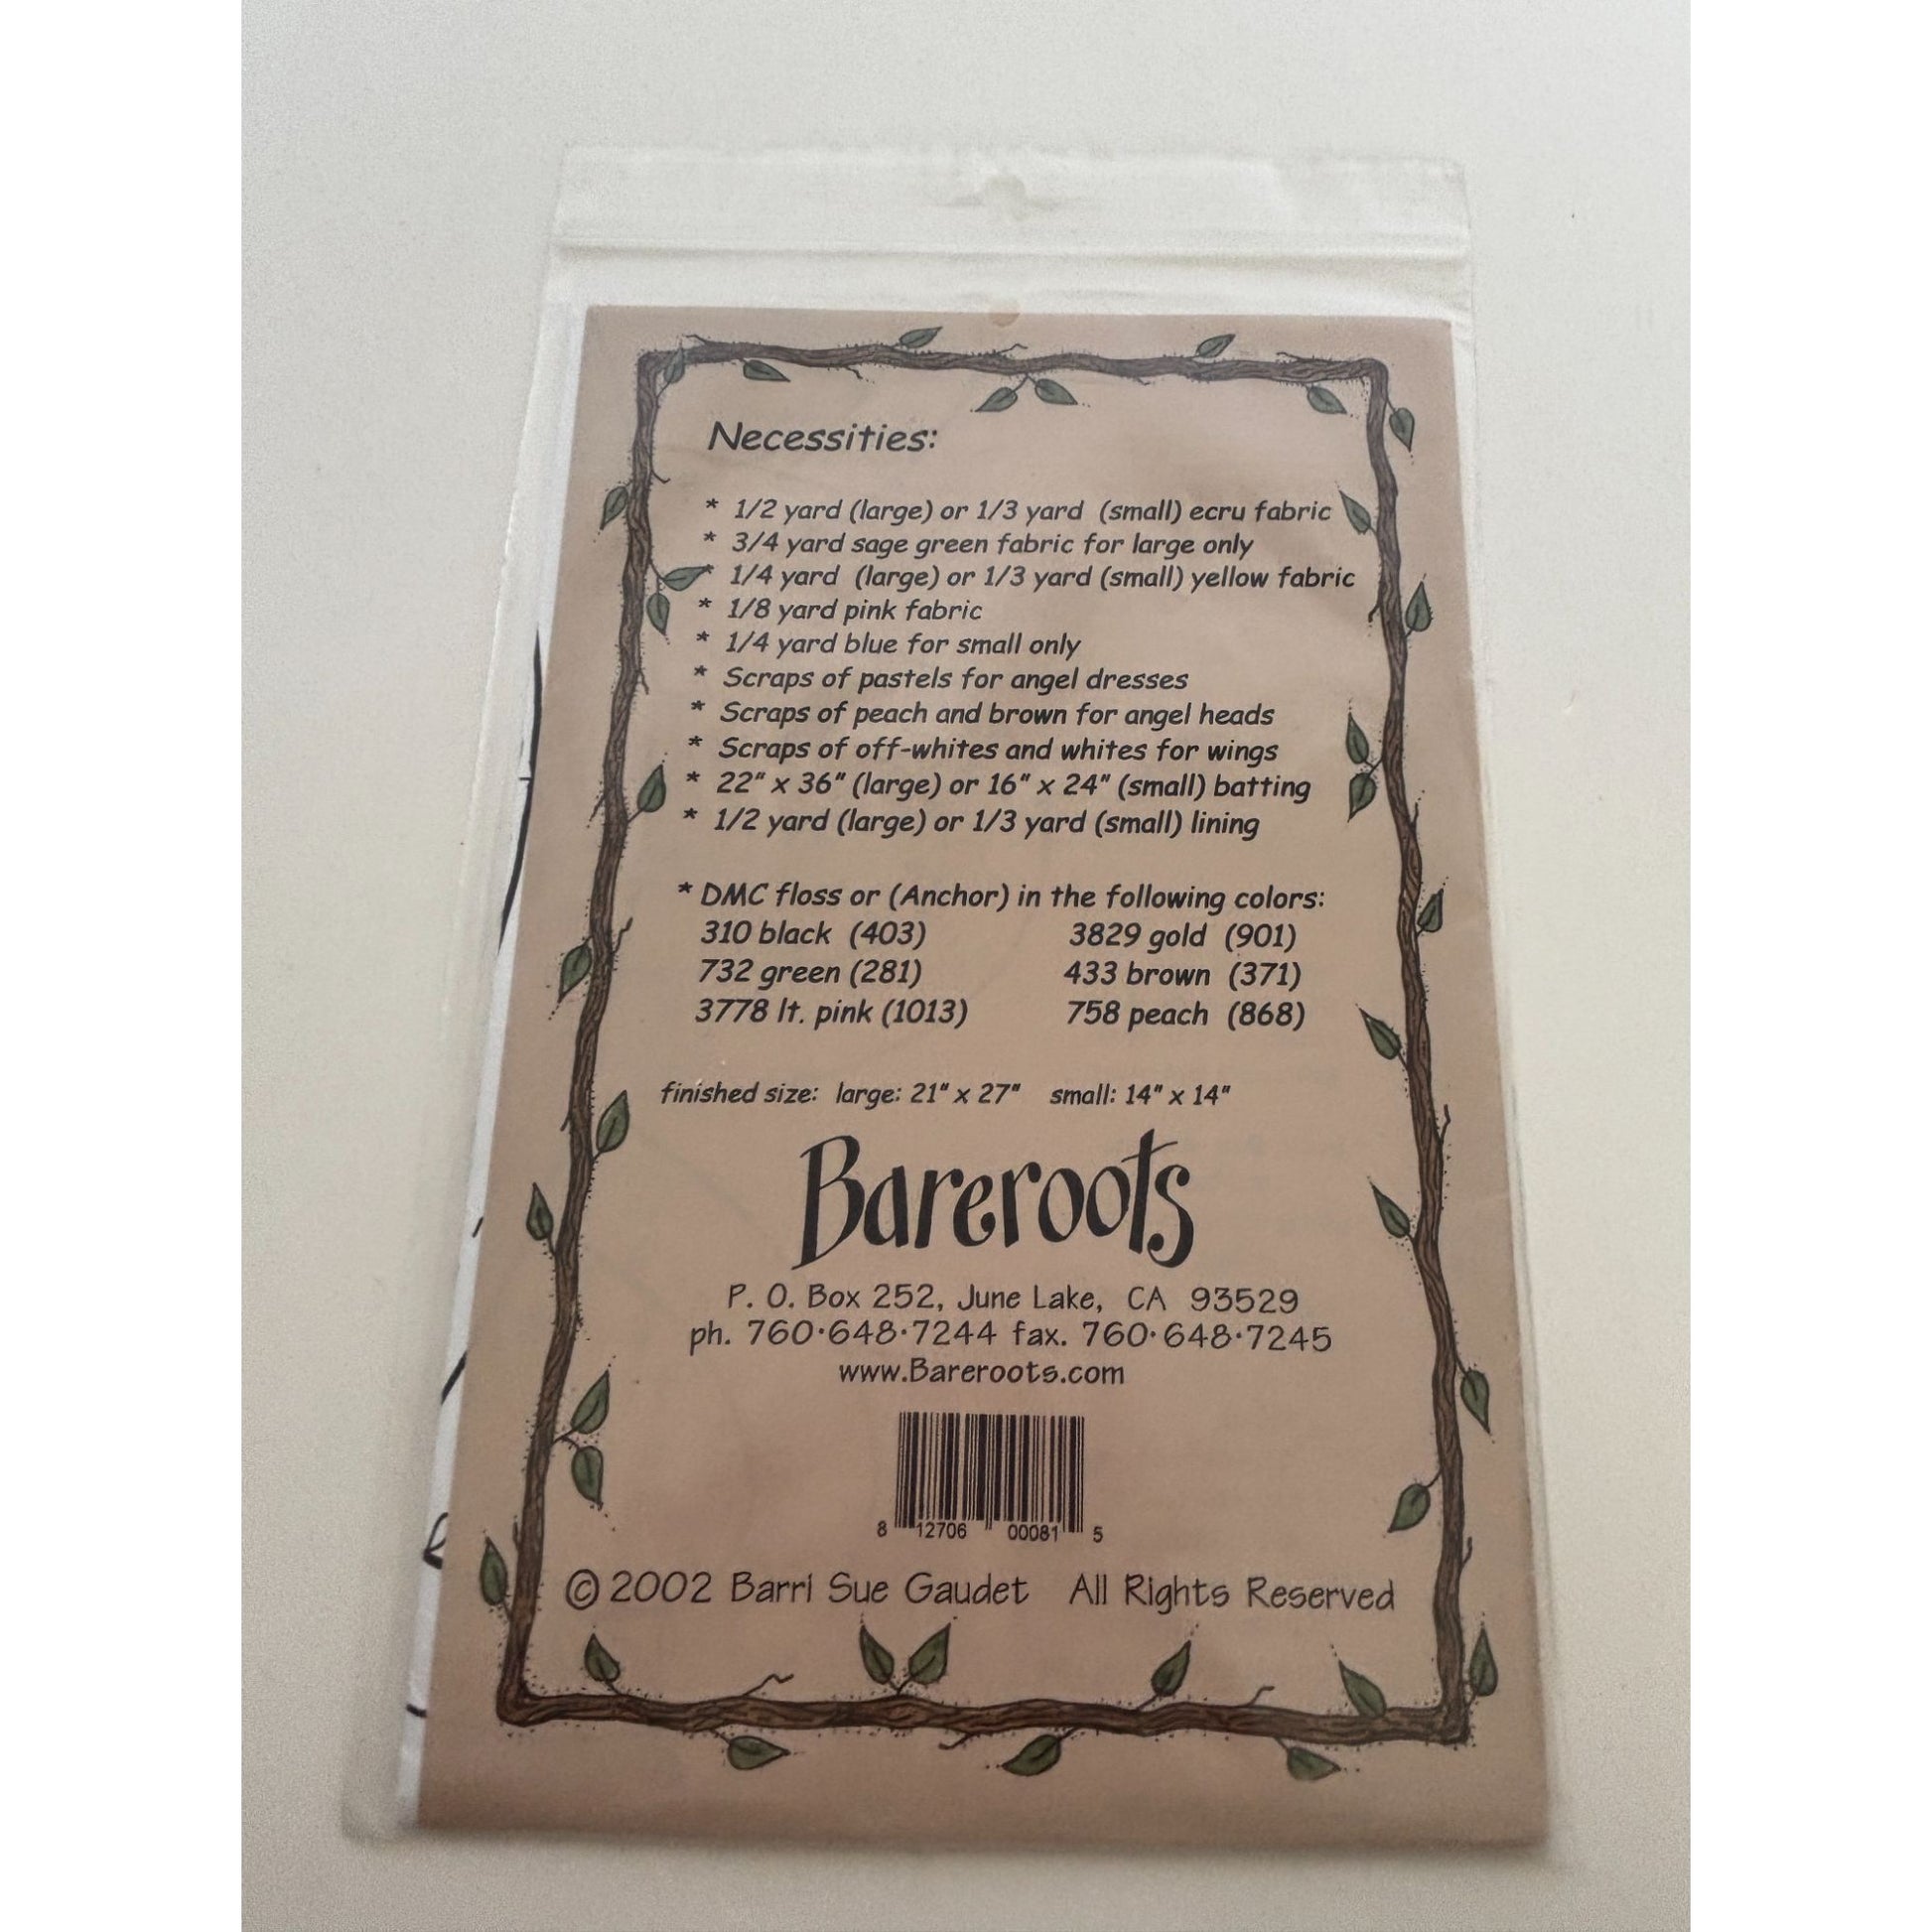 Necessities:
* 1/2 yard (large) or 1/3 yard (small) ecru fabric
* 3/4 yard sage green fabric for large only
* 1/4 yard (large) or 1/3 yard (small) yellow fabric
* 1/8 yard pink fabric
* 1/4 yard blue for small only
* Scraps of pastels for angel dresses
* Scraps of peach and brown for angel heads
* Scraps of off-whites and whites for wings
* 22" x 36" (large) or 16" x 24" (small) batting
* 1/2 yard (large) or 1/3 yard (small) lining
* DMC floss or (Anchor) in the following colors:
310 black (403) 3829 gold (901)
732 green (281) 433 brown (371)
3778 lt. pink (1013) 758 peach (868)
finished size: large: 21" x 27" small: 14" x 14"
Bareroots
P. O. Box 252, June Lake, CA 93529
ph. 760·648·7244 fax. 760·648·7245
www.Bareroots.com
8 12706 00081 5
© 2002 Barri Sue Gaudet All Rights Reserved